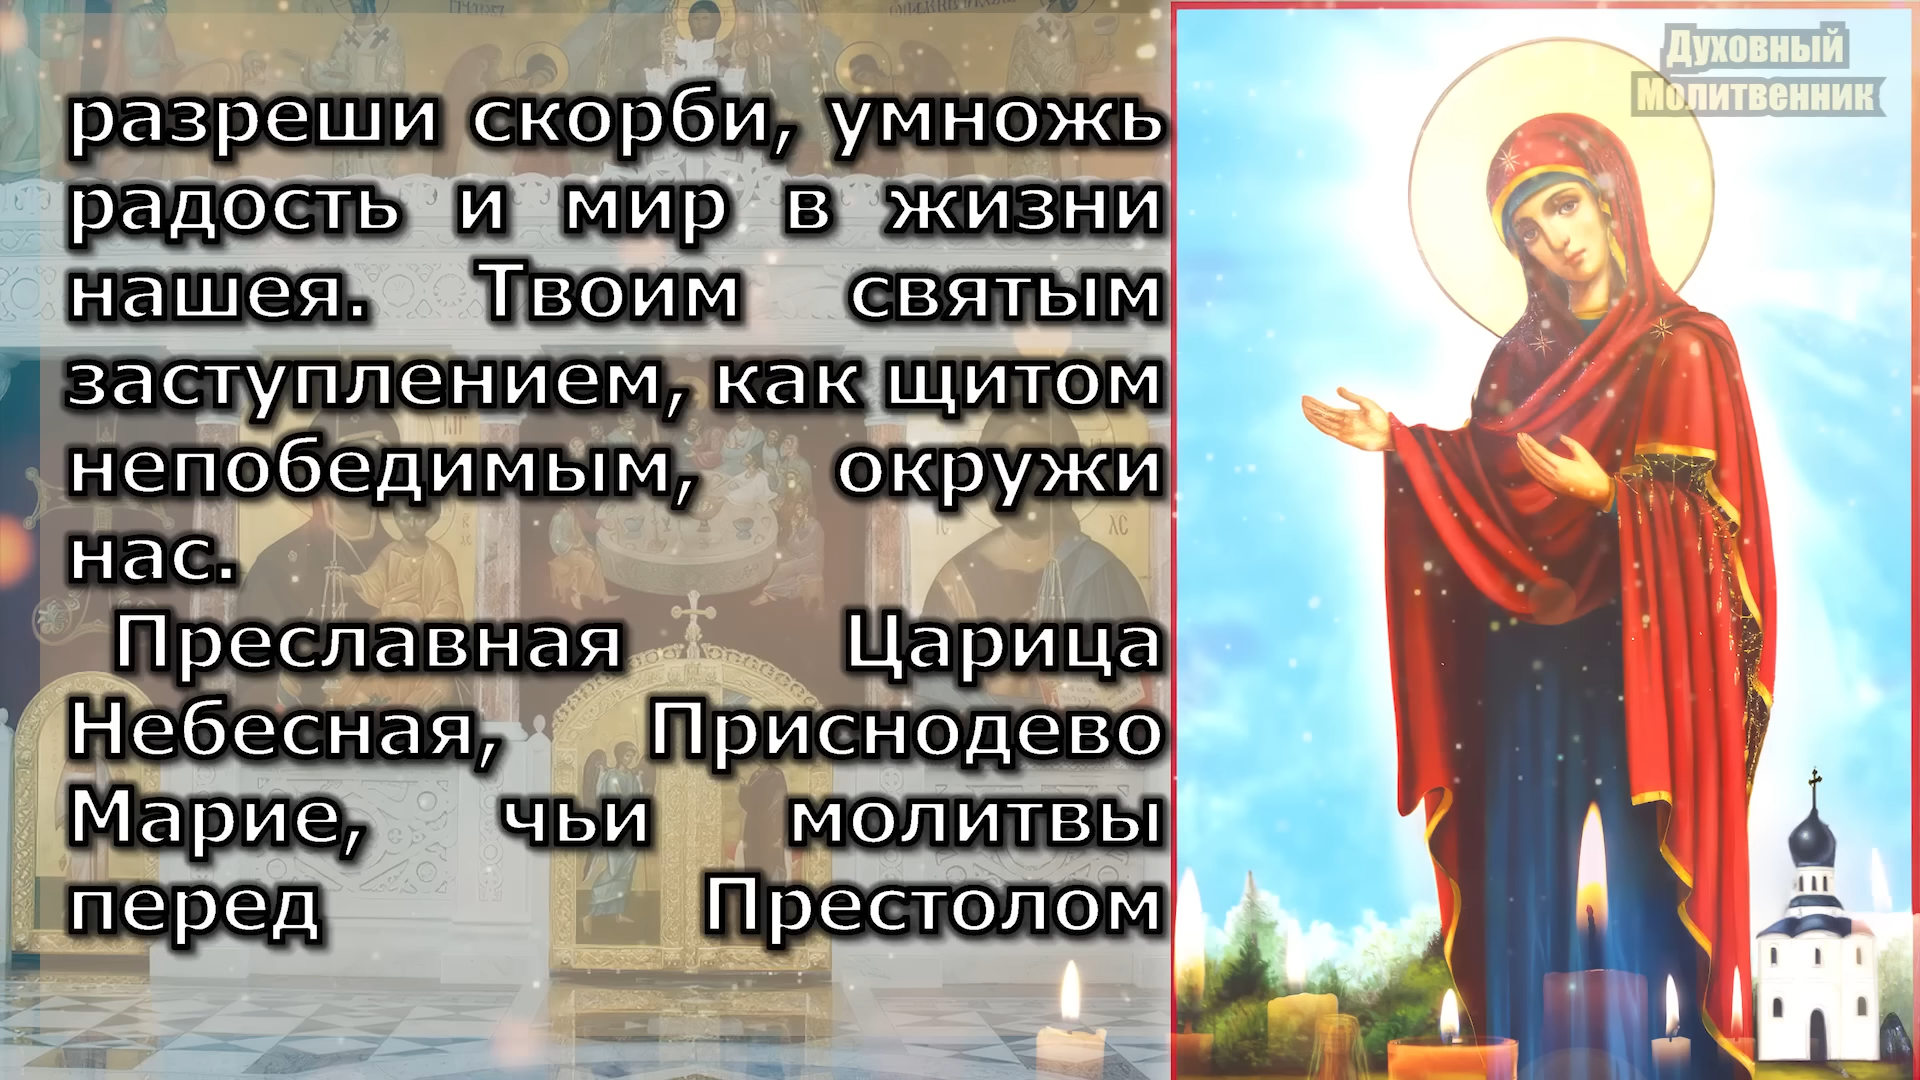 разреши скорби, умножь
радость и мир в жизни
нашея. Твоим святым
заступлением, как щитом
непобедимым, окружи
нас.
Преславная Царица
Небесная, Приснодево
Марие, чьи молитвы
перед Престолом
Духовный
Молитвенник